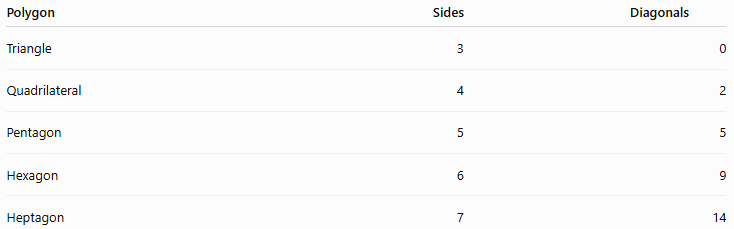 Polygon Sides Diagonals
Triangle 3 0
Quadrilateral 4 2
Pentagon 5 5
Hexagon 6 9
Heptagon 7 14